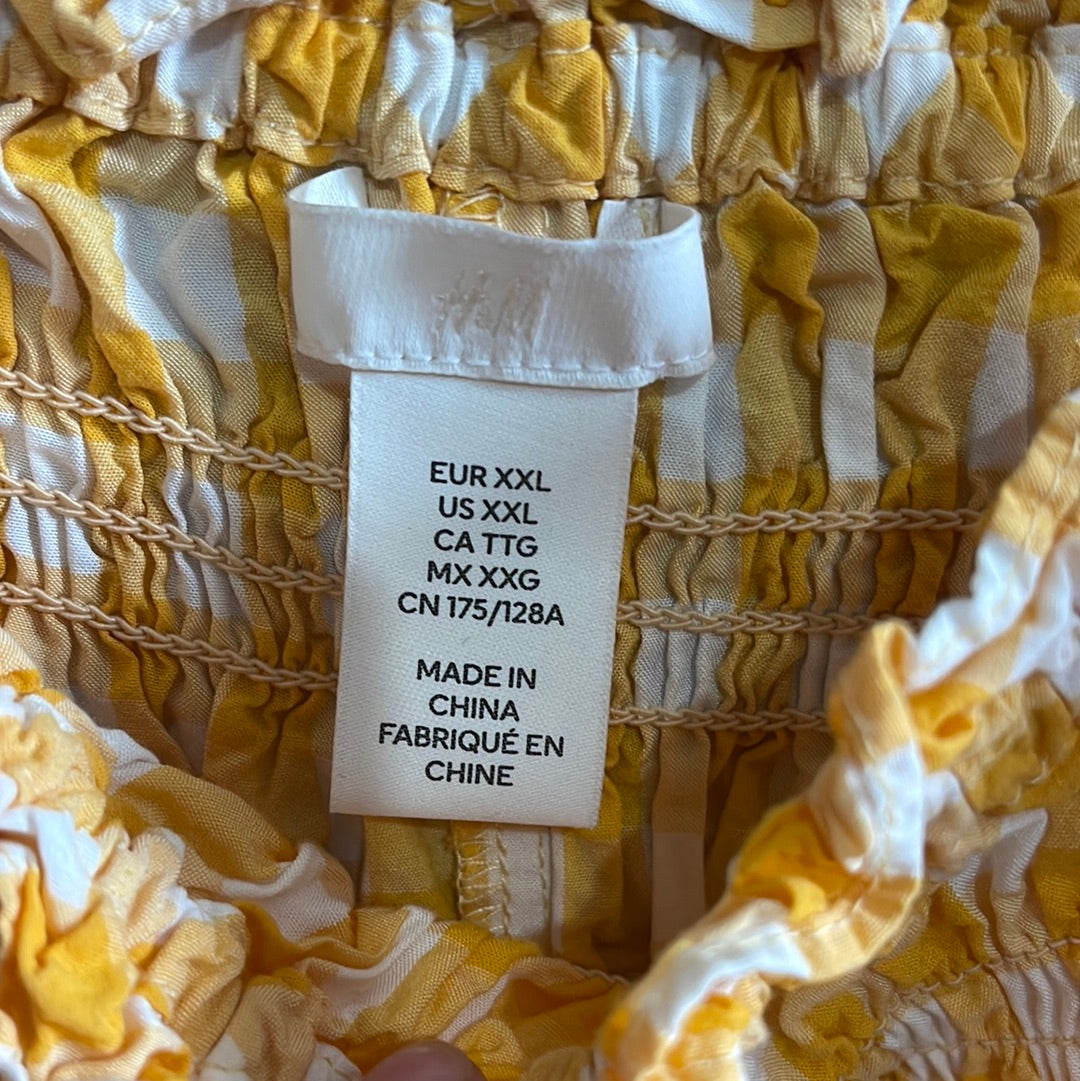 H&M
EUR XXL
US XXL
CA TTG
MX XXG
CN 175/128A
MADE IN
CHINA
FABRIQUÉ EN
CHINE